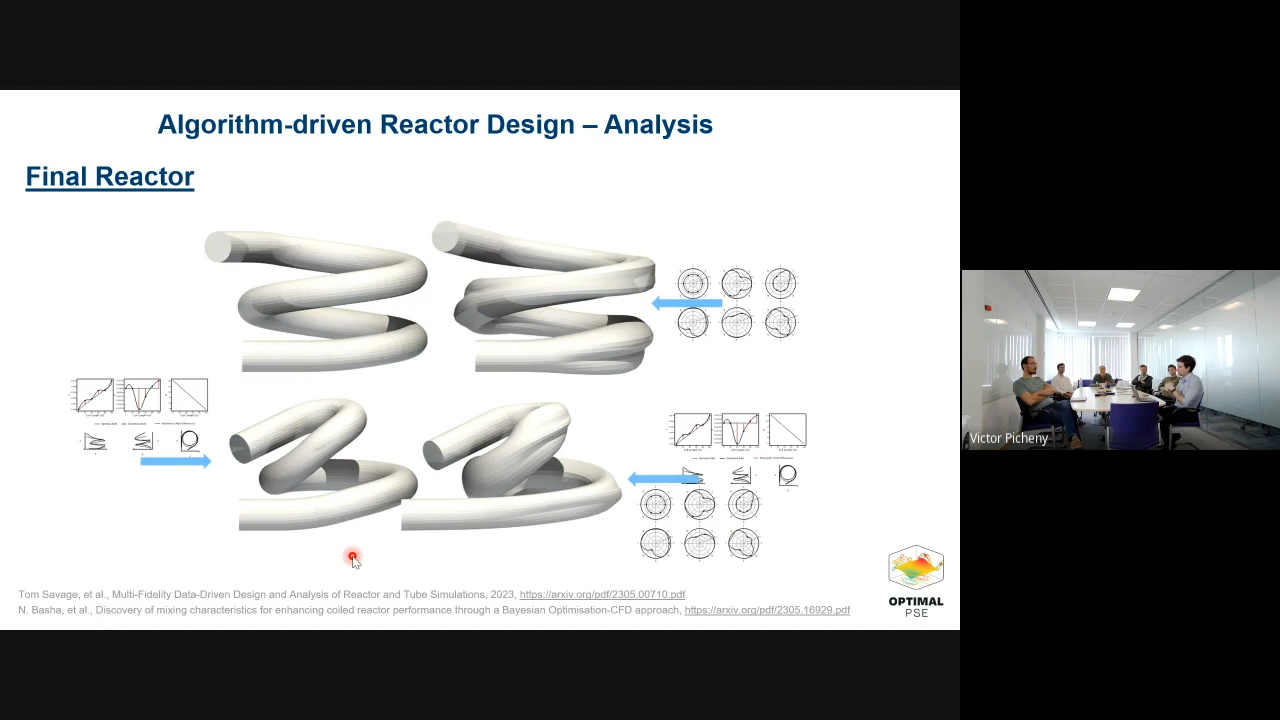 Algorithm-driven Reactor Design – Analysis
Final Reactor
Tom Savage, et al., Multi-Fidelity Data-Driven Design and Analysis of Reactor and Tube Simulations, 2023, https://arxiv.org/pdf/2305.00710.pdf
N. Basha, et al., Discovery of mixing characteristics for enhancing coiled reactor performance through a Bayesian Optimisation-CFD approach, https://arxiv.org/pdf/2305.16929.pdf
OPTIMAL
PSE
Victor Picheny